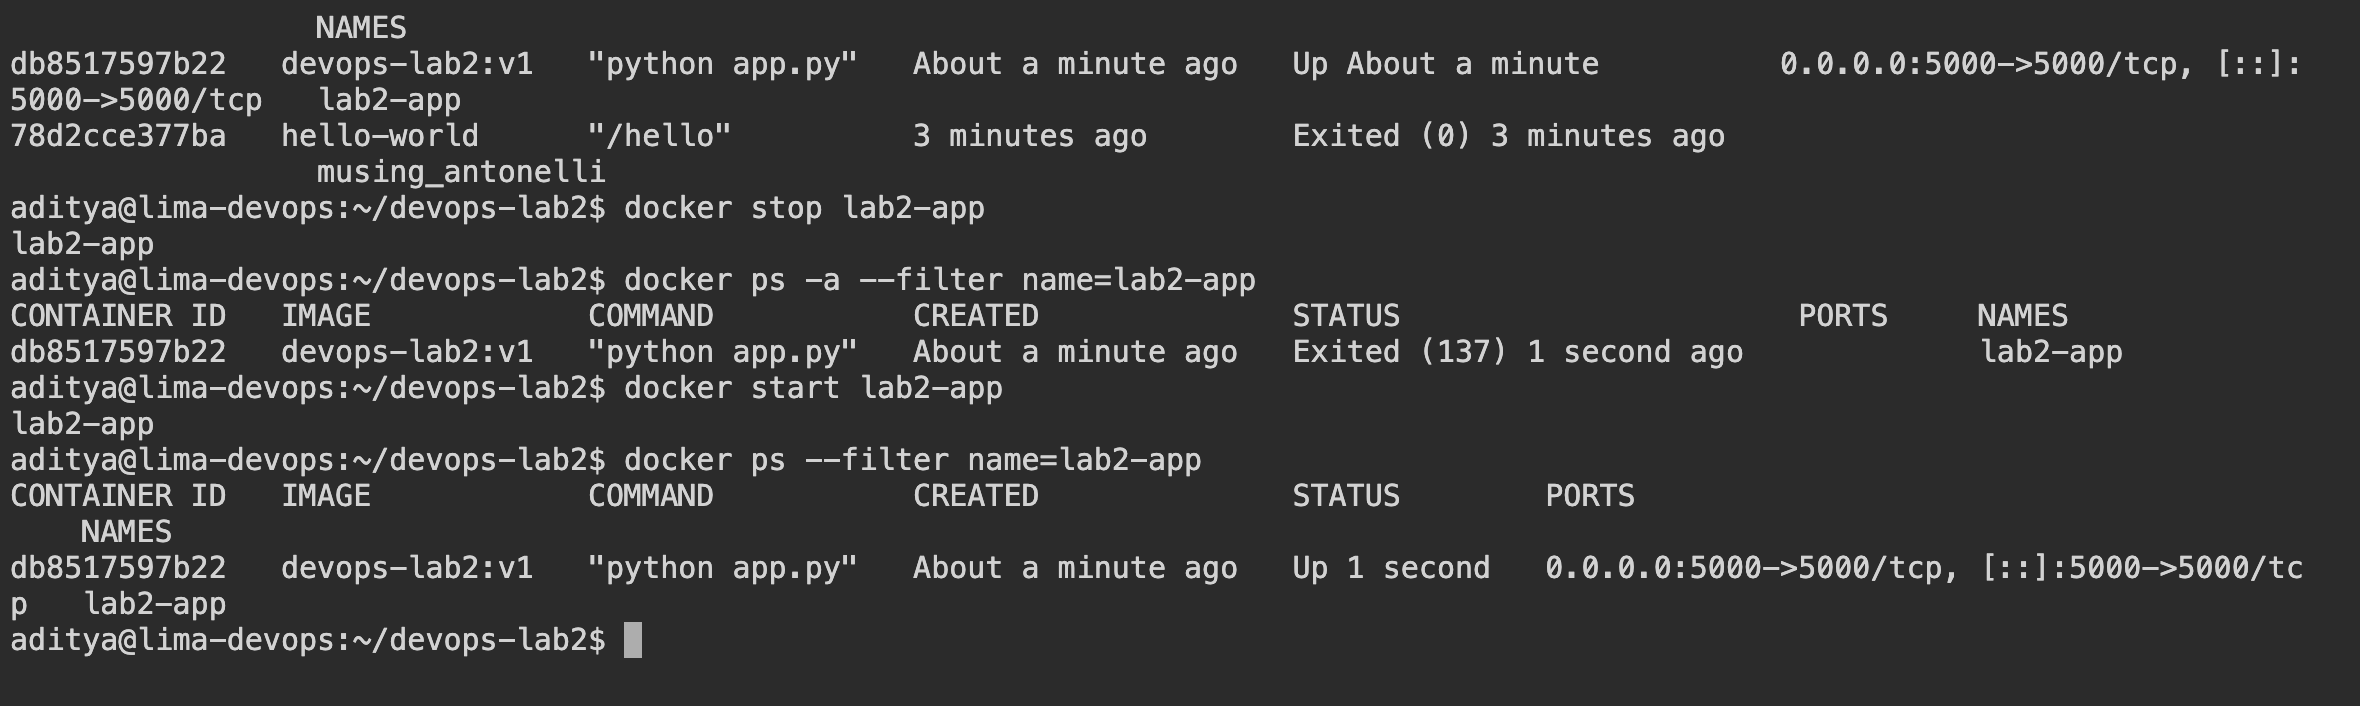 NAMES
db8517597b22   devops-lab2:v1   "python app.py"   About a minute ago   Up About a minute          0.0.0.0:5000->5000/tcp, [::]:
5000->5000/tcp   lab2-app
78d2cce377ba   hello-world      "/hello"          3 minutes ago        Exited (0) 3 minutes ago
musing_antonelli
aditya@lima-devops:~/devops-lab2$ docker stop lab2-app
lab2-app
aditya@lima-devops:~/devops-lab2$ docker ps -a --filter name=lab2-app
CONTAINER ID   IMAGE            COMMAND           CREATED              STATUS                      PORTS     NAMES
db8517597b22   devops-lab2:v1   "python app.py"   About a minute ago   Exited (137) 1 second ago             lab2-app
aditya@lima-devops:~/devops-lab2$ docker start lab2-app
lab2-app
aditya@lima-devops:~/devops-lab2$ docker ps --filter name=lab2-app
CONTAINER ID   IMAGE            COMMAND           CREATED              STATUS        PORTS
NAMES
db8517597b22   devops-lab2:v1   "python app.py"   About a minute ago   Up 1 second   0.0.0.0:5000->5000/tcp, [::]:5000->5000/tc
p   lab2-app
aditya@lima-devops:~/devops-lab2$